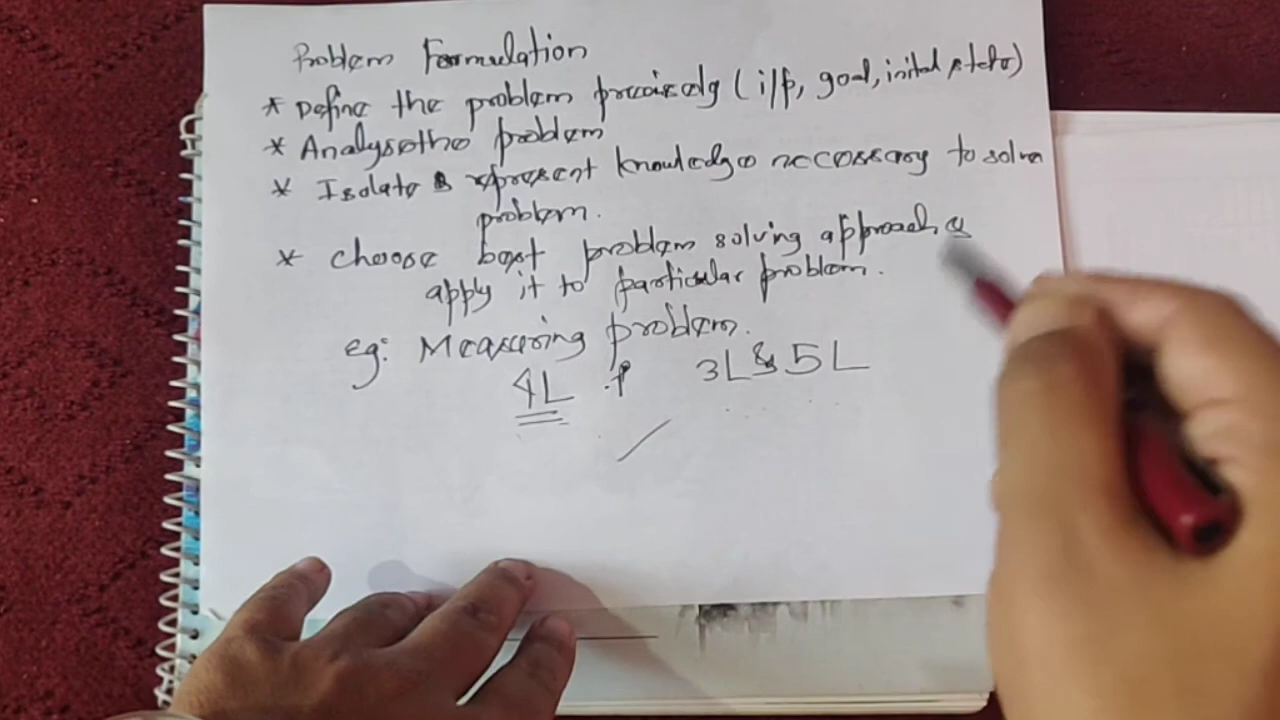 Problem Formulation
* Define the problem precisely (i/p, goal, initial state)
* Analyse the problem
* Isolate & represent knowledge necessary to solve
problem.
* choose best problem solving approach &
apply it to particular problem.
eg: Measuring problem.
4L 3L & 5L